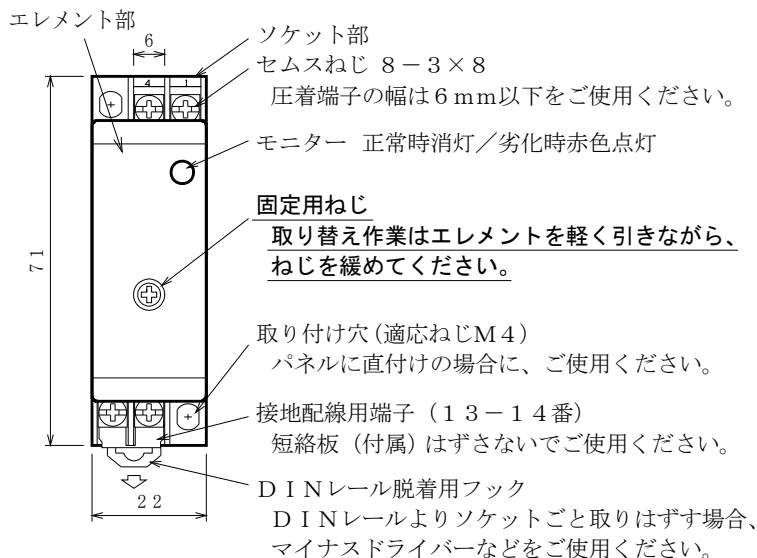 エレメント部
6
ソケット部
4 1
セムスねじ 8-3×8
圧着端子の幅は6mm以下をご使用ください。
モニター 正常時消灯/劣化時赤色点灯
固定用ねじ
取り替え作業はエレメントを軽く引きながら、
ねじを緩めてください。
71
取り付け穴(適応ねじM4)
パネルに直付けの場合に、ご使用ください。
接地配線用端子(13-14番)
短絡板(付属)はずさないでご使用ください。
22
DINレール脱着用フック
DINレールよりソケットごと取りはずす場合、
マイナスドライバーなどをご使用ください。